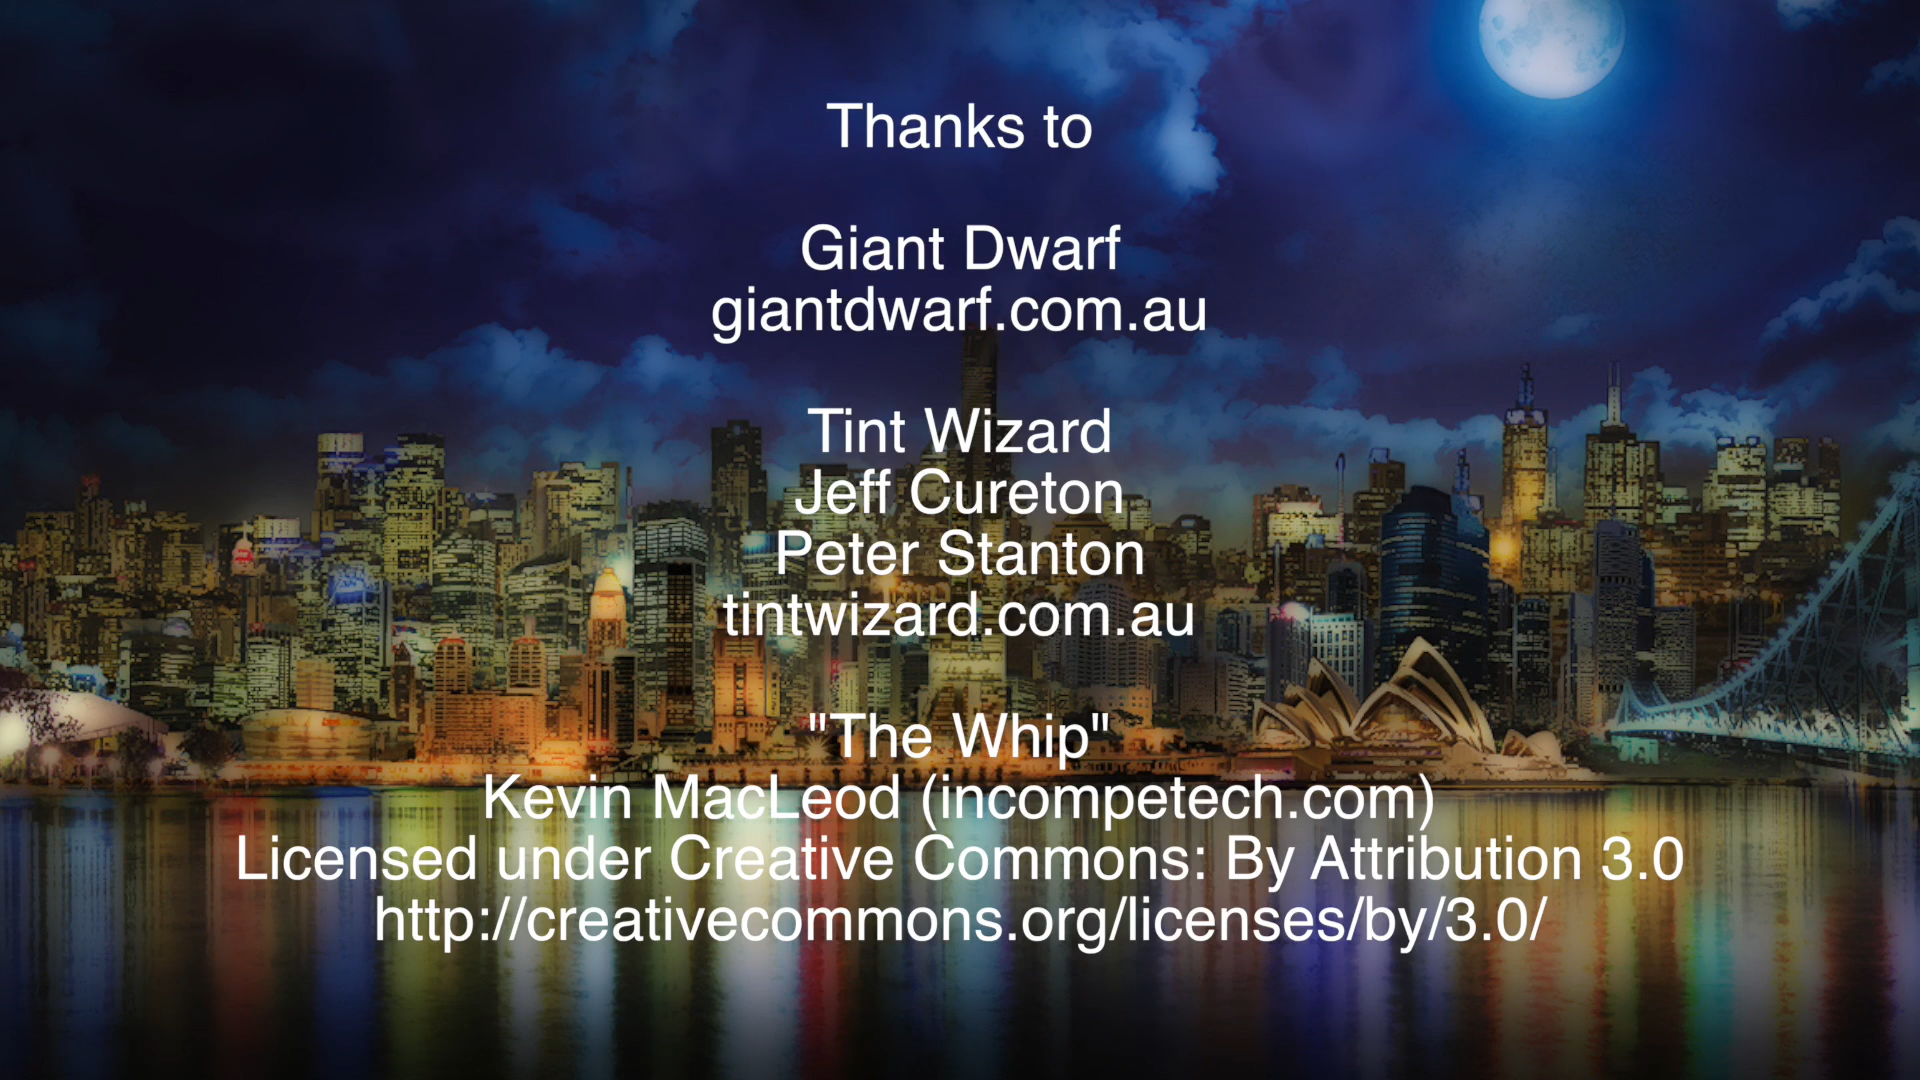 Thanks to
Giant Dwarf
giantdwarf.com.au
Tint Wizard
Jeff Cureton
Peter Stanton
tintwizard.com.au
"The Whip"
Kevin MacLeod (incompetech.com)
Licensed under Creative Commons: By Attribution 3.0
http://creativecommons.org/licenses/by/3.0/